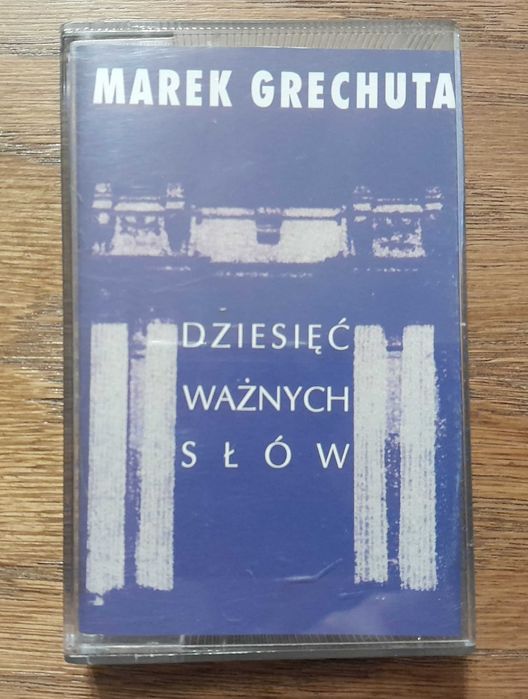 MAREK GRECHUTA
DZIESIĘĆ
WAŻNYCH
SŁÓW